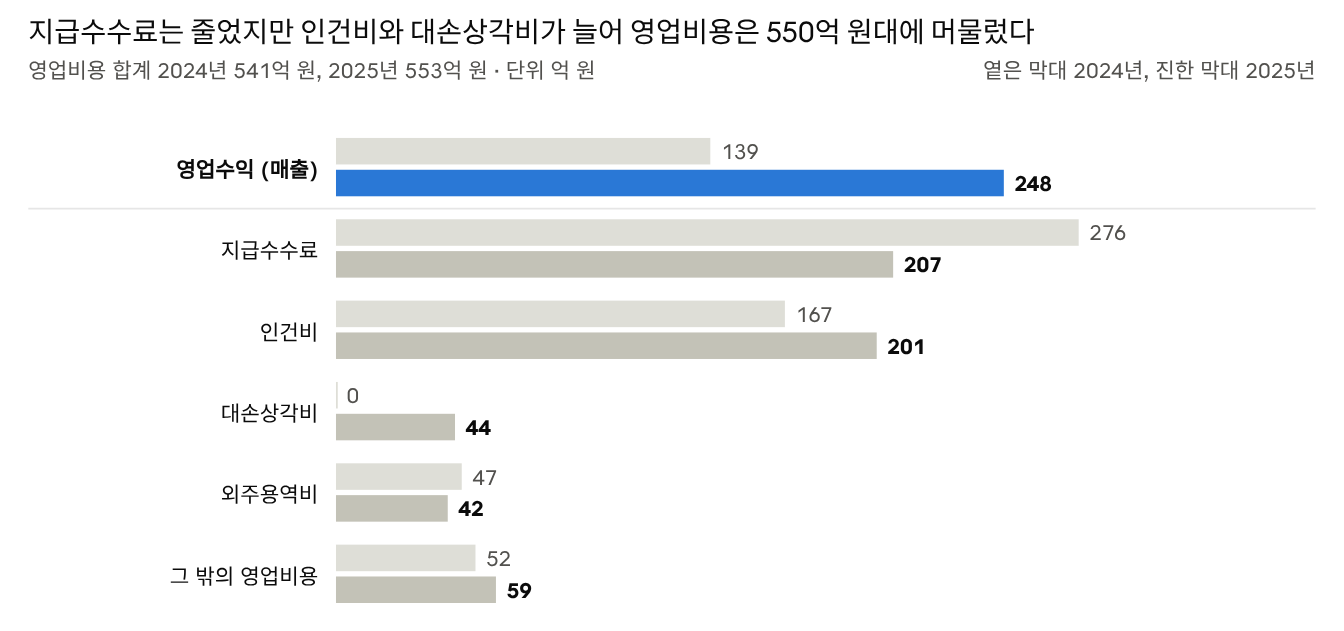 지급수수료는 줄었지만 인건비와 대손상각비가 늘어 영업비용은 550억 원대에 머물렀다
영업비용 합계 2024년 541억 원, 2025년 553억 원 · 단위 억 원
옅은 막대 2024년, 진한 막대 2025년
영업수익 (매출)
139
248
지급수수료
276
207
인건비
167
201
대손상각비
0
44
외주용역비
47
42
그 밖의 영업비용
52
59